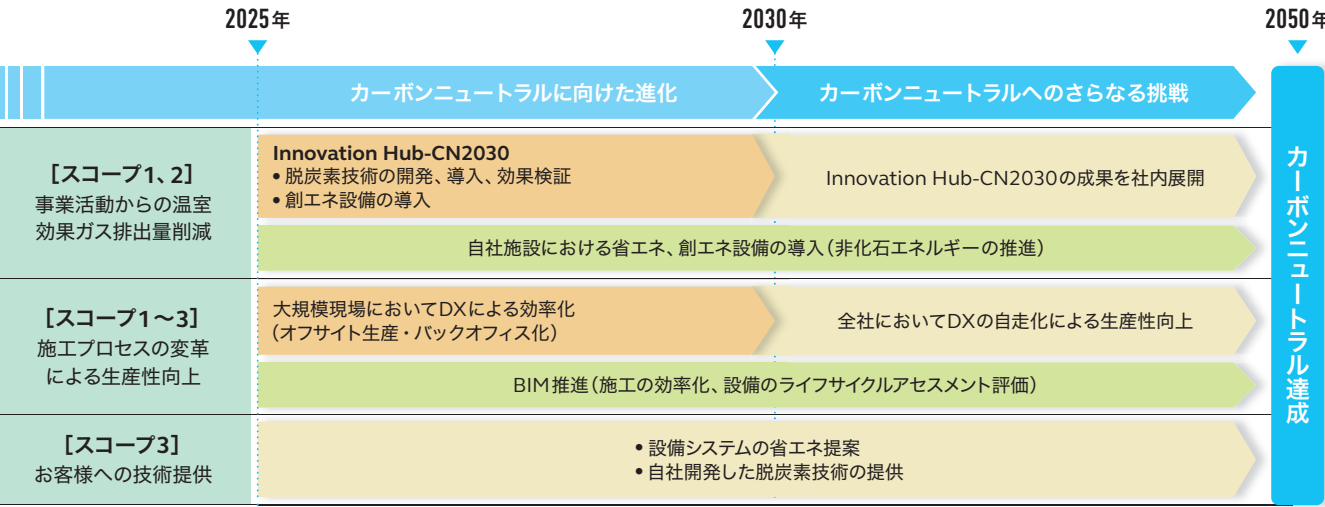 2025年
2030年
2050年
カーボンニュートラルに向けた進化
カーボンニュートラルへのさらなる挑戦
カーボンニュートラル達成
［スコープ1、2］
事業活動からの温室
効果ガス排出量削減
Innovation Hub-CN2030
• 脱炭素技術の開発、導入、効果検証
• 創エネ設備の導入
Innovation Hub-CN2030の成果を社内展開
自社施設における省エネ、創エネ設備の導入（非化石エネルギーの推進）
［スコープ1〜3］
施工プロセスの変革
による生産性向上
大規模現場においてDXによる効率化
（オフサイト生産・バックオフィス化）
全社においてDXの自走化による生産性向上
BIM推進（施工の効率化、設備のライフサイクルアセスメント評価）
［スコープ3］
お客様への技術提供
• 設備システムの省エネ提案
• 自社開発した脱炭素技術の提供